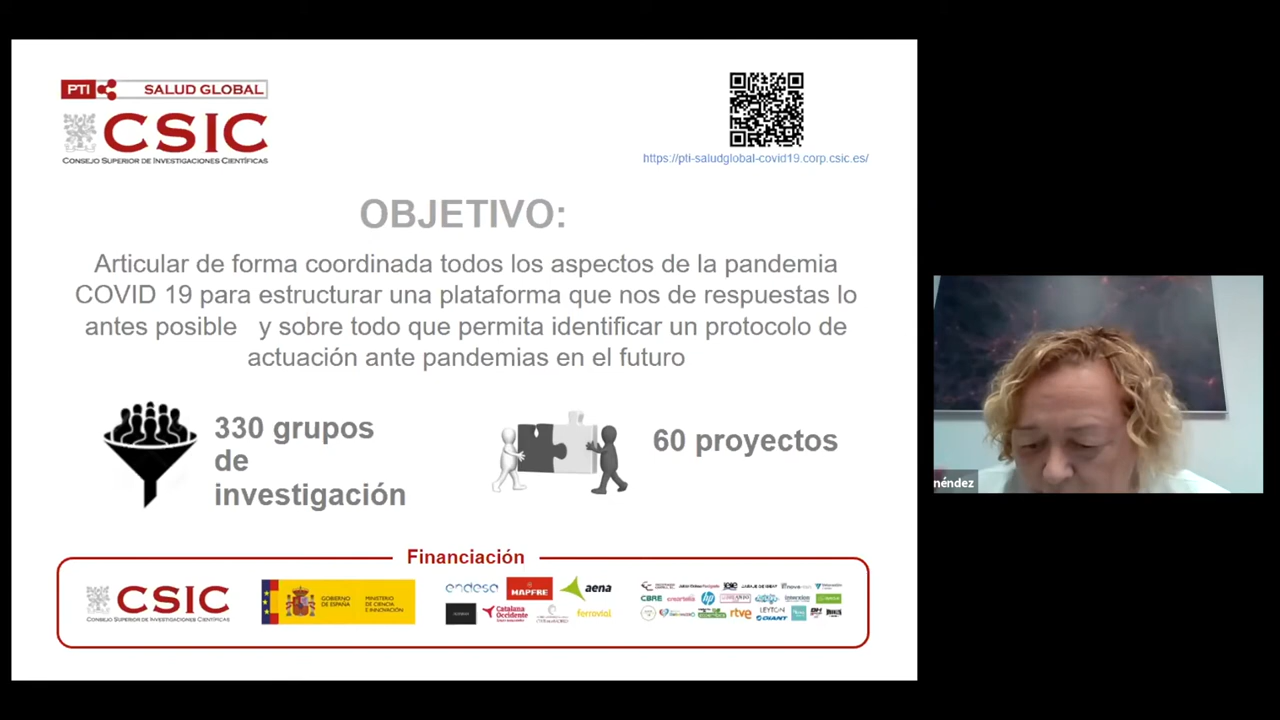 PTI SALUD GLOBAL
CSIC
CONSEJO SUPERIOR DE INVESTIGACIONES CIENTÍFICAS
https://pti-saludglobal-covid19.corp.csic.es/
OBJETIVO:
Articular de forma coordinada todos los aspectos de la pandemia
COVID 19 para estructurar una plataforma que nos de respuestas lo
antes posible y sobre todo que permita identificar un protocolo de
actuación ante pandemias en el futuro
330 grupos
de
investigación
60 proyectos
néndez
Financiación
CSIC
CONSEJO SUPERIOR DE INVESTIGACIONES CIENTÍFICAS
GOBIERNO
DE ESPAÑA
MINISTERIO
DE CIENCIA
E INNOVACIÓN
endesa
MAPFRE
aena
Catalana
Occidente
ferrovial
CBRE
hp
rtve
LEYTON
GIANT